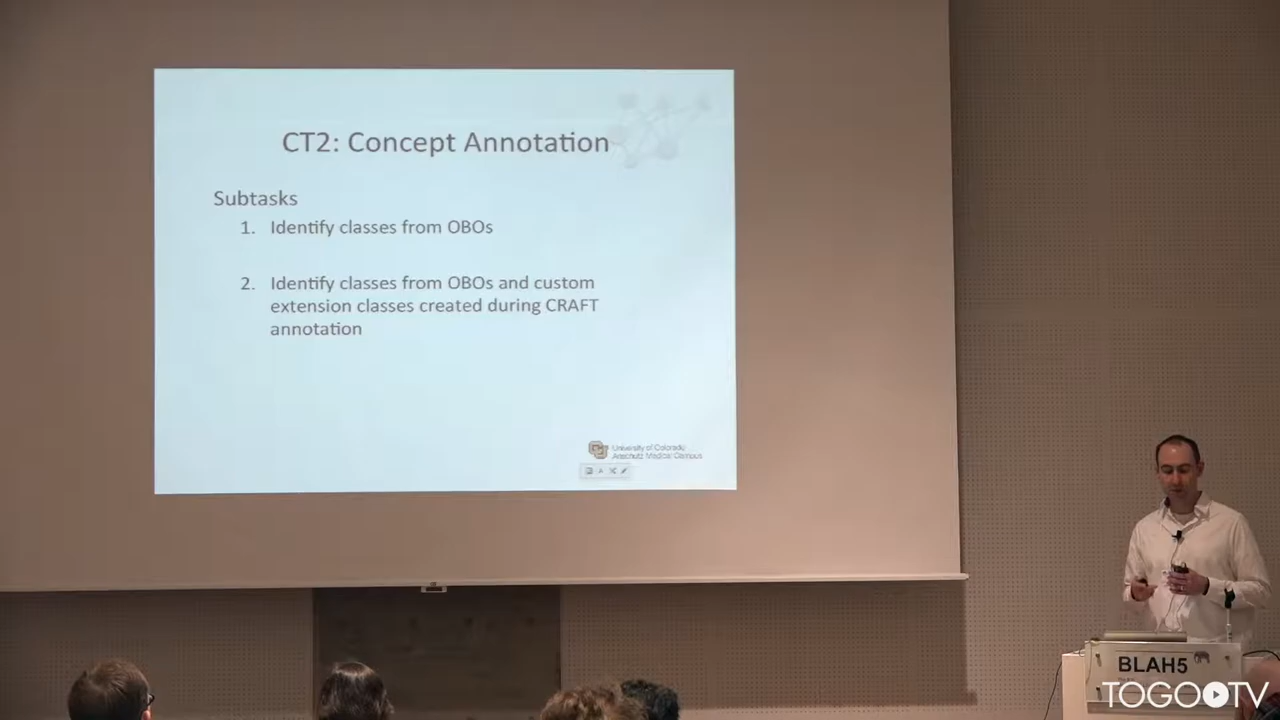 CT2: Concept Annotation
Subtasks
1. Identify classes from OBOs
2. Identify classes from OBOs and custom
extension classes created during CRAFT
annotation
University of Colorado
Anschutz Medical Campus
BLAH5
TOGOTV